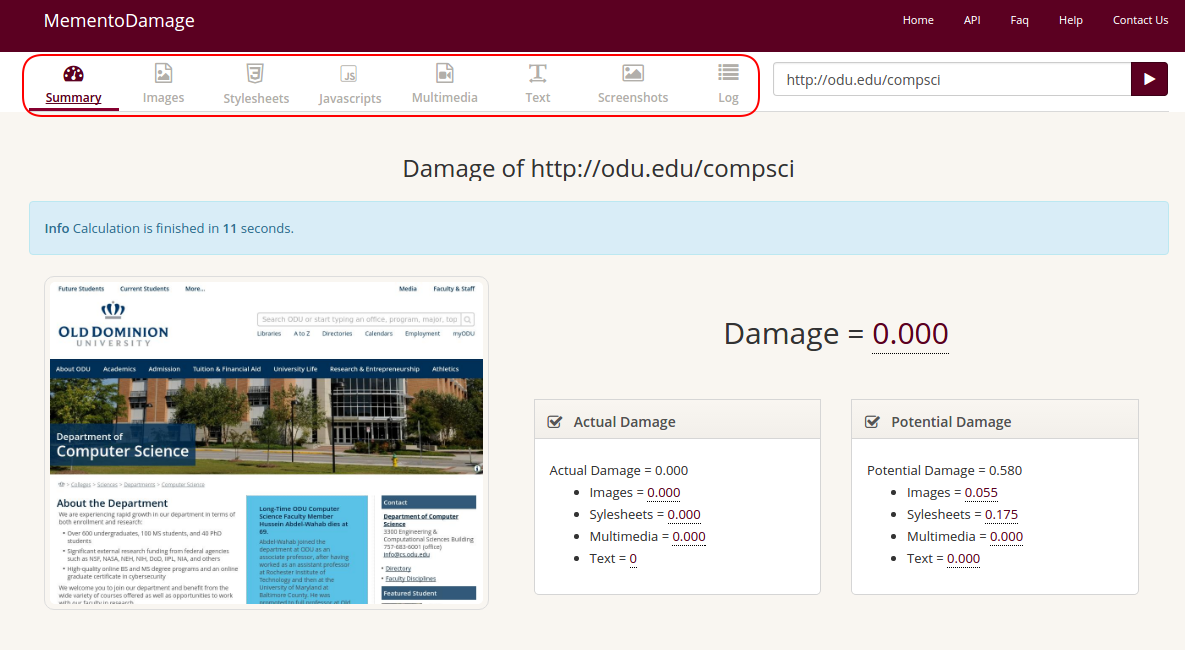 MementoDamage
Home API Faq Help Contact Us
Summary Images Stylesheets Javascripts Multimedia Text Screenshots Log
JS
http://odu.edu/compsci
Damage of http://odu.edu/compsci
Info Calculation is finished in 11 seconds.
Future Students Current Students More... Media Faculty & Staff
OLD DOMINION
UNIVERSITY
Search ODU or start typing an office, program, major, top
Libraries A to Z Directories Calendars Employment myODU
About ODU Academics Admission Tuition & Financial Aid University Life Research & Entrepreneurship Athletics
Department of
Computer Science
> Colleges > Sciences > Departments > Computer Science
About the Department
We are experiencing rapid growth in our department in terms of
both enrollment and research:
• Over 600 undergraduates, 100 MS students, and 40 PhD
students
• Significant external research funding from federal agencies
such as NSF, NASA, NEH, NIH, DoD, IIPL, NIA, and others
• High-quality online BS and MS degree programs and an online
graduate certificate in cybersecurity
We welcome you to join our department and benefit from the
wide variety of courses offered as well as opportunities to work
with our faculty in research.
Long-Time ODU Computer
Science Faculty Member
Hussein Abdel-Wahab dies at
69.
Abdel-Wahab joined the
department at ODU as an
associate professor, after having
worked as an assistant professor
at Rochester Institute of
Technology and then at the
University of Maryland at
Baltimore County. He was
promoted to full professor at Old
Contact
Department of Computer
Science
3300 Engineering &
Computational Sciences Building
757-683-6001 (office)
info@cs.odu.edu
• Directory
• Faculty Disciplines
Featured Student
Damage = 0.000
Actual Damage
Actual Damage = 0.000
• Images = 0.000
• Sylesheets = 0.000
• Multimedia = 0.000
• Text = 0
Potential Damage
Potential Damage = 0.580
• Images = 0.055
• Sylesheets = 0.175
• Multimedia = 0.000
• Text = 0.000